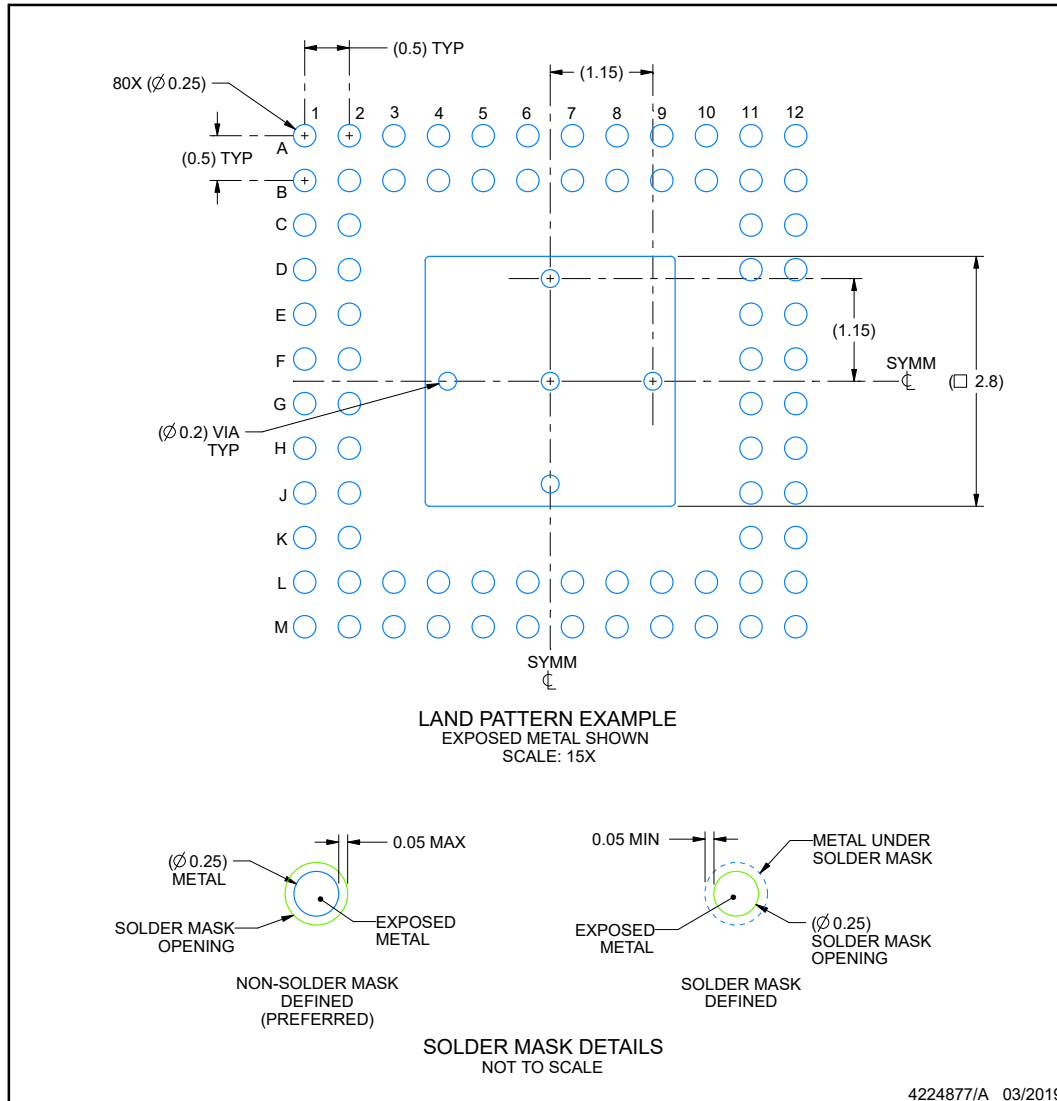 (0.5) TYP
(1.15)
80X (∅ 0.25)
1 2 3 4 5 6 7 8 9 10 11 12
A
(0.5) TYP
B
C
D
E
(1.15)
F
SYMM
℄
(□ 2.8)
G
(∅ 0.2) VIA
TYP
H
J
K
L
M
SYMM
℄
LAND PATTERN EXAMPLE
EXPOSED METAL SHOWN
SCALE: 15X
0.05 MAX
(∅ 0.25)
METAL
SOLDER MASK
OPENING
EXPOSED
METAL
NON-SOLDER MASK
DEFINED
(PREFERRED)
0.05 MIN
METAL UNDER
SOLDER MASK
EXPOSED
METAL
(∅ 0.25)
SOLDER MASK
OPENING
SOLDER MASK
DEFINED
SOLDER MASK DETAILS
NOT TO SCALE
4224877/A 03/2019